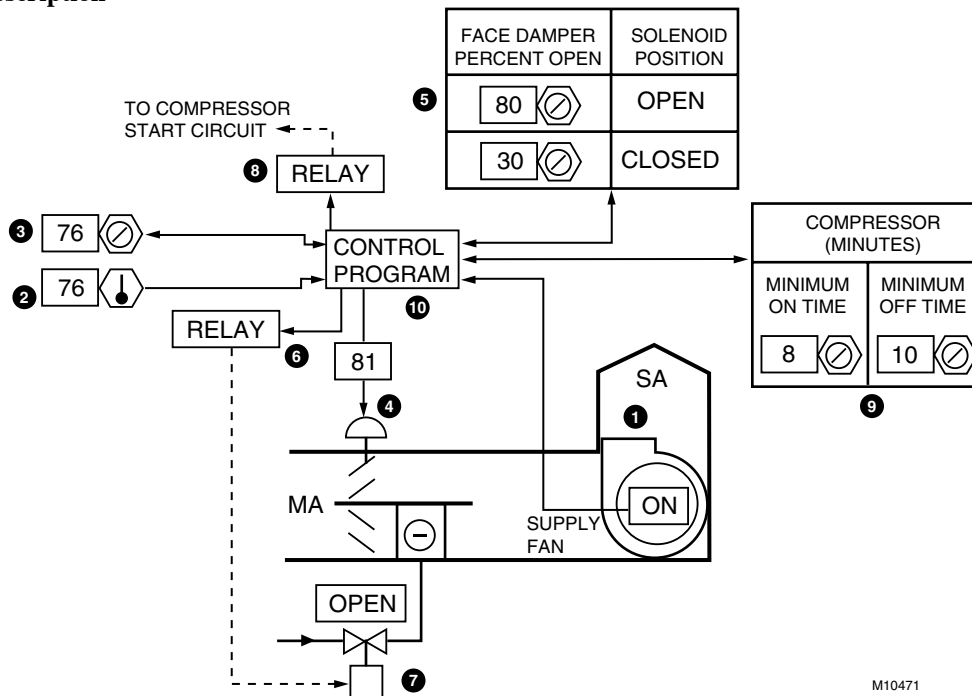 FACE DAMPER
PERCENT OPEN
SOLENOID
POSITION
5
80
OPEN
30
CLOSED
TO COMPRESSOR
START CIRCUIT
8
RELAY
3
76
CONTROL
PROGRAM
COMPRESSOR
(MINUTES)
2
76
10
MINIMUM
ON TIME
MINIMUM
OFF TIME
RELAY
6
8
10
81
SA
9
4
1
MA
ON
SUPPLY
FAN
OPEN
7
M10471